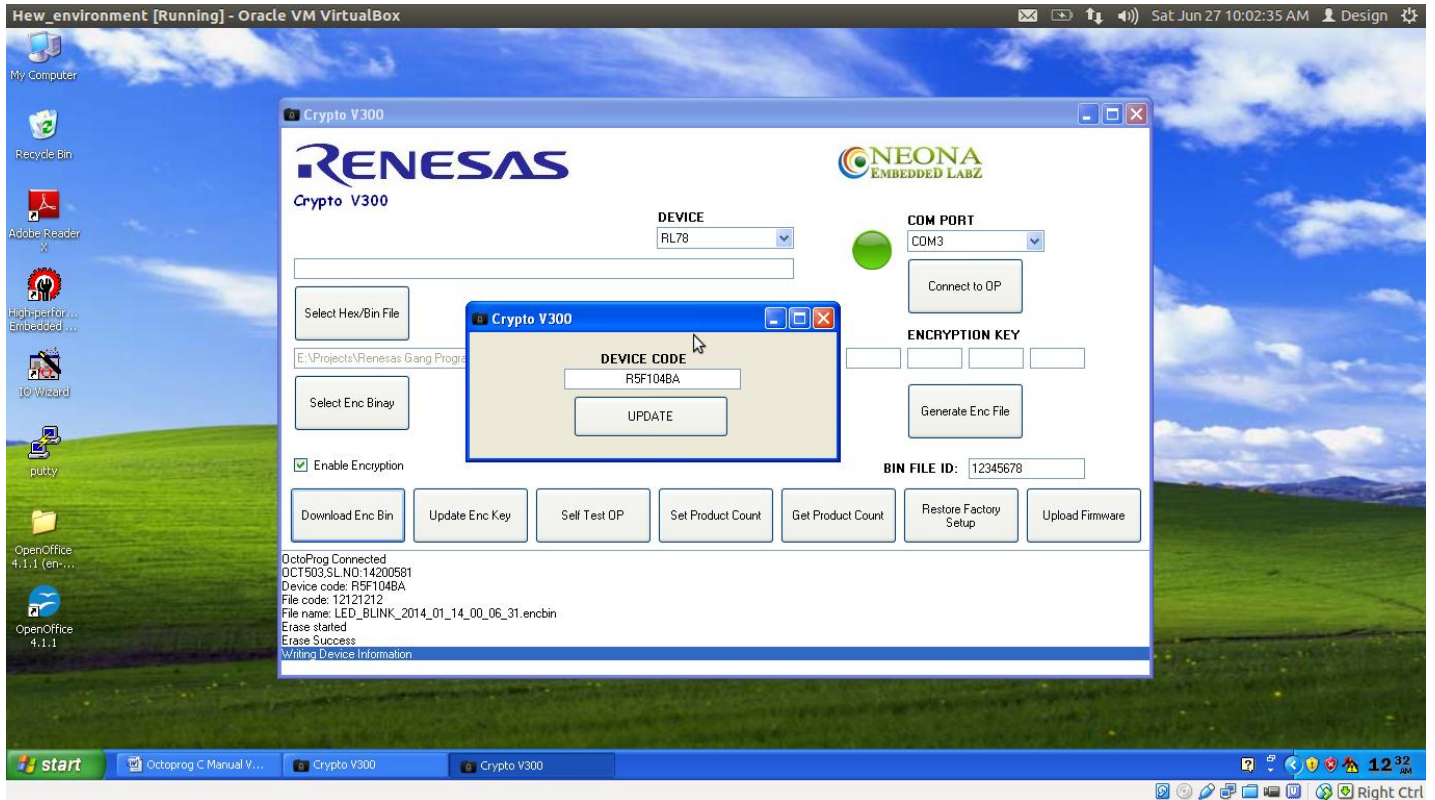 Hew_environment [Running] - Oracle VM VirtualBox
Sat Jun 27 10:02:35 AM Design
My Computer
Recycle Bin
Adobe Reader
X
High-perfor...
Embedded ...
IO Wizard
putty
OpenOffice
4.1.1 (en-...
OpenOffice
4.1.1
Crypto V300
RENESAS
NEONA
EMBEDDED LABZ
Crypto V300
DEVICE
RL78
COM PORT
COM3
Connect to OP
Select Hex/Bin File
ENCRYPTION KEY
E:\Projects\Renesas Gang Progra
Select Enc Binay
Generate Enc File
Crypto V300
DEVICE CODE
R5F104BA
UPDATE
Enable Encryption
BIN FILE ID: 12345678
Download Enc Bin
Update Enc Key
Self Test OP
Set Product Count
Get Product Count
Restore Factory
Setup
Upload Firmware
OctoProg Connected
OCT503,SL.NO:14200581
Device code: R5F104BA
File code: 12121212
File name: LED_BLINK_2014_01_14_00_06_31.encbin
Erase started
Erase Success
Writing Device Information
start
Octoprog C Manual V...
Crypto V300
Crypto V300
12 32
AM
Right Ctrl